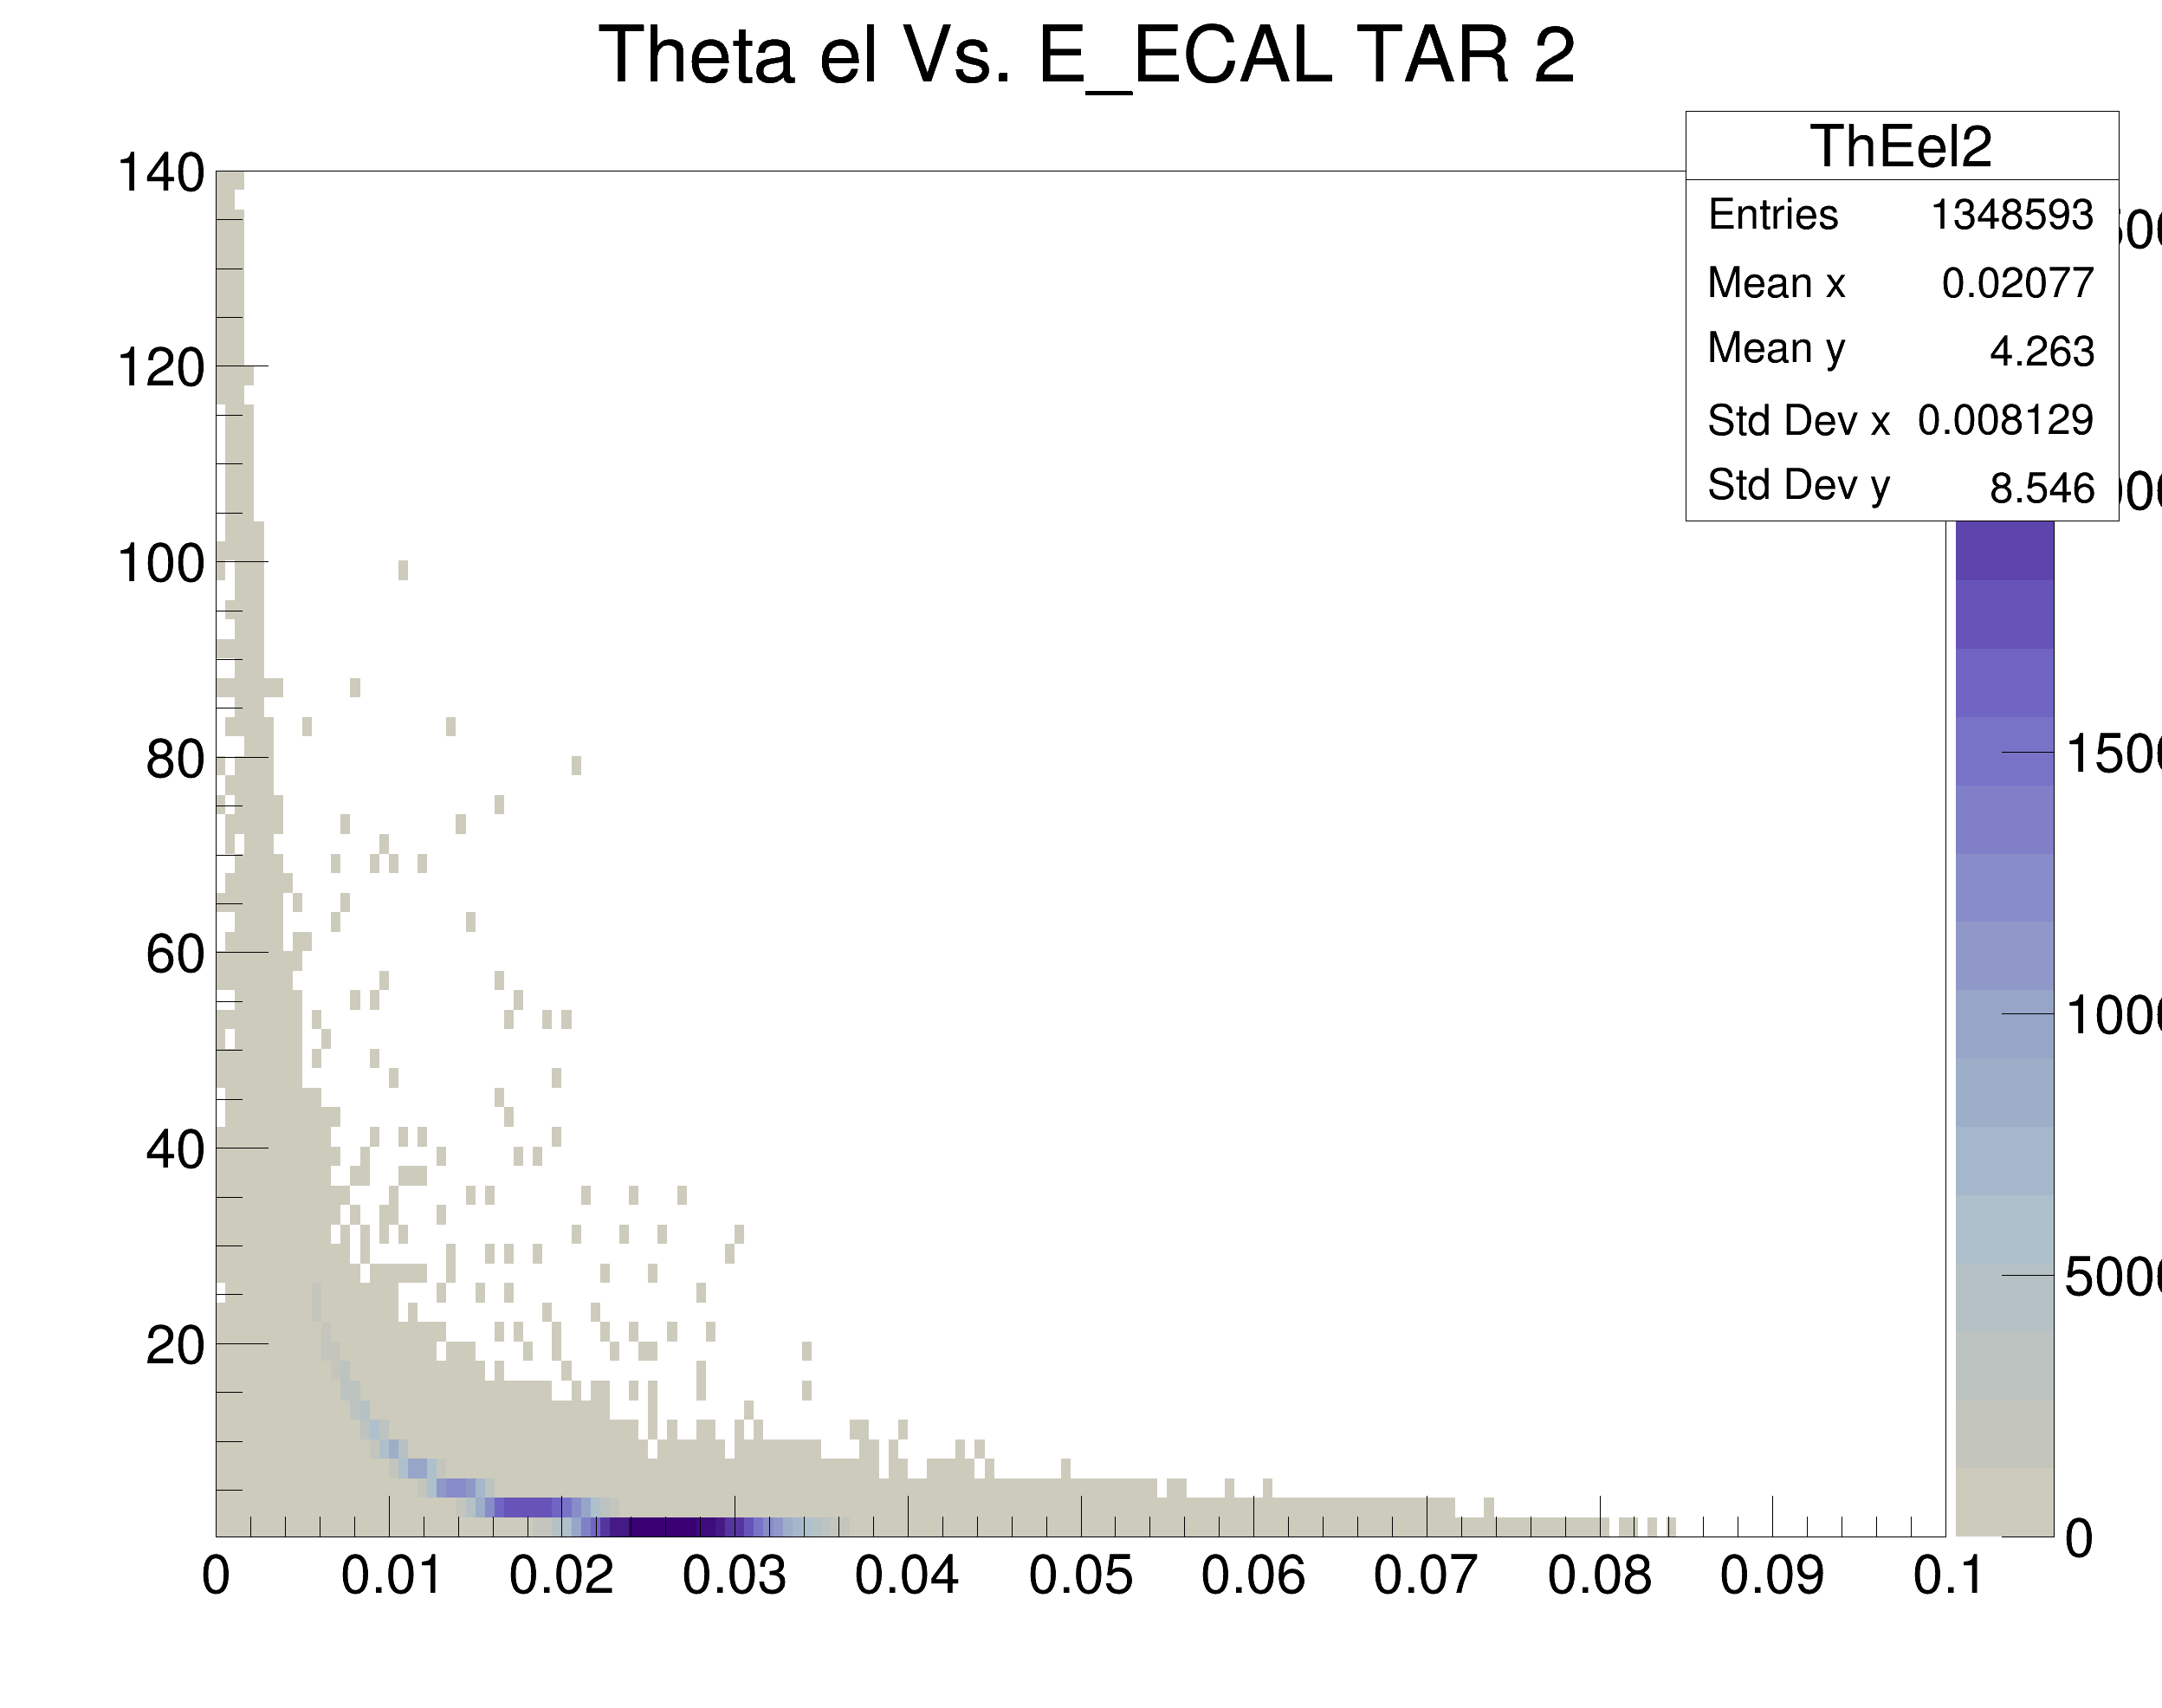 Theta el Vs. E_ECAL TAR 2
ThEel2
Entries 1348593
Mean x 0.02077
Mean y 4.263
Std Dev x 0.008129
Std Dev y 8.546
140
120
100
80
60
40
20
0 0.01 0.02 0.03 0.04 0.05 0.06 0.07 0.08 0.09 0.1
0